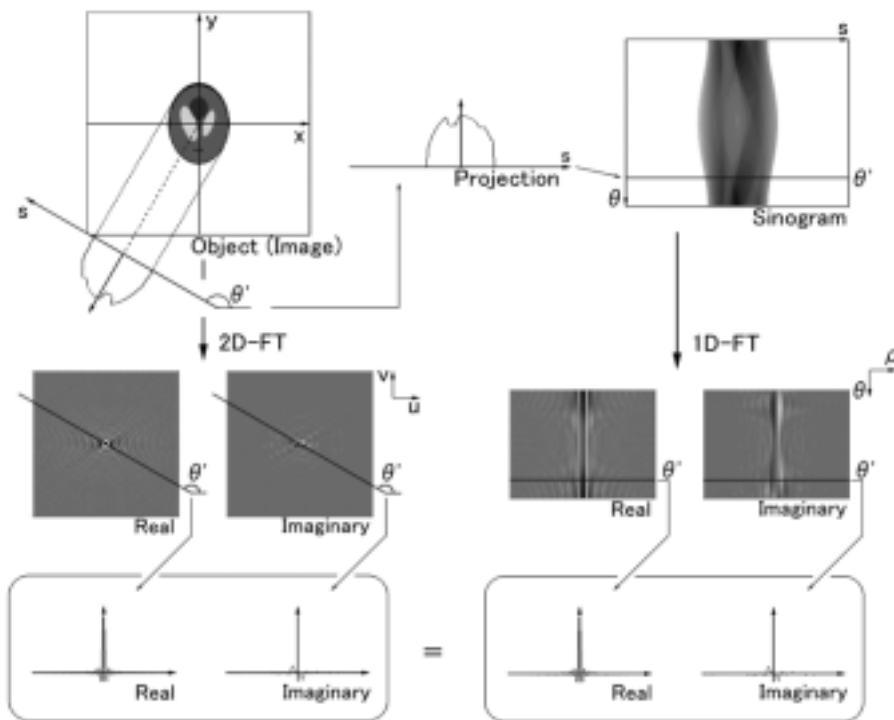 y
x
Object (Image)
s
θ'
s
Projection
s
θ'
θ
Sinogram
2D-FT
1D-FT
v
u
θ'
θ'
Real
Imaginary
θ
ρ
θ'
θ'
Real
Imaginary
Real
Imaginary
=
Real
Imaginary